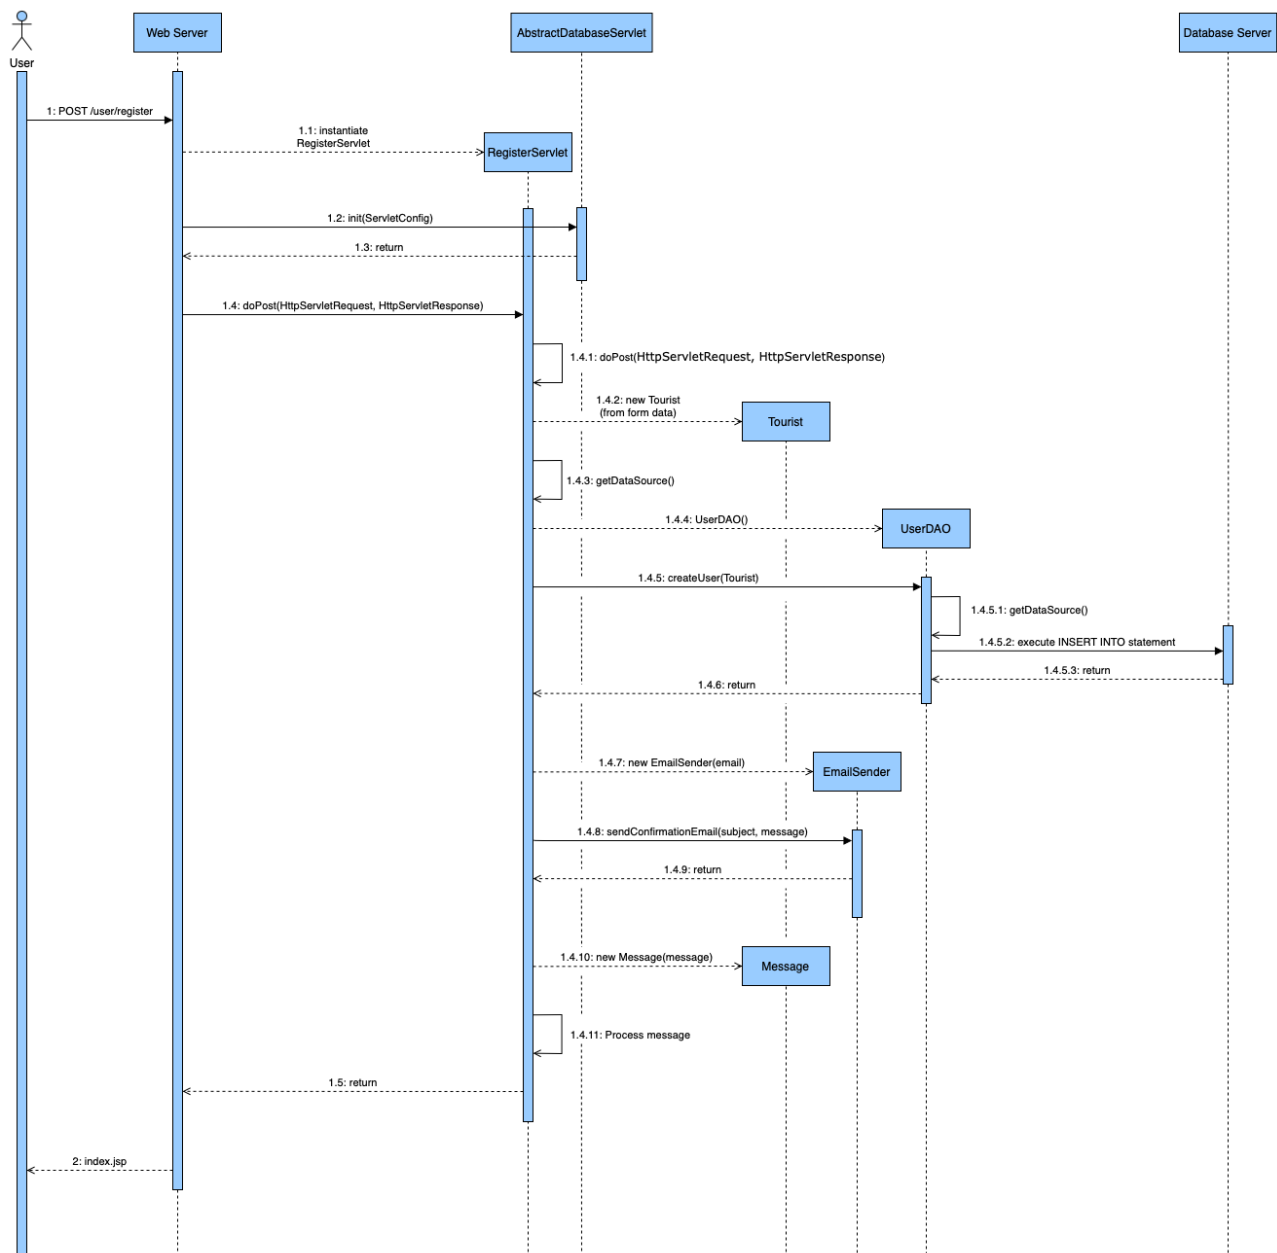 Web Server
AbstractDatabaseServlet
Database Server
User
1: POST /user/register
1.1: instantiate
RegisterServlet
RegisterServlet
1.2: init(ServletConfig)
1.3: return
1.4: doPost(HttpServletRequest, HttpServletResponse)
1.4.1: doPost(HttpServletRequest, HttpServletResponse)
1.4.2: new Tourist
(from form data)
Tourist
1.4.3: getDataSource()
1.4.4: UserDAO()
UserDAO
1.4.5: createUser(Tourist)
1.4.5.1: getDataSource()
1.4.5.2: execute INSERT INTO statement
1.4.5.3: return
1.4.6: return
1.4.7: new EmailSender(email)
EmailSender
1.4.8: sendConfirmationEmail(subject, message)
1.4.9: return
1.4.10: new Message(message)
Message
1.4.11: Process message
1.5: return
2: index.jsp